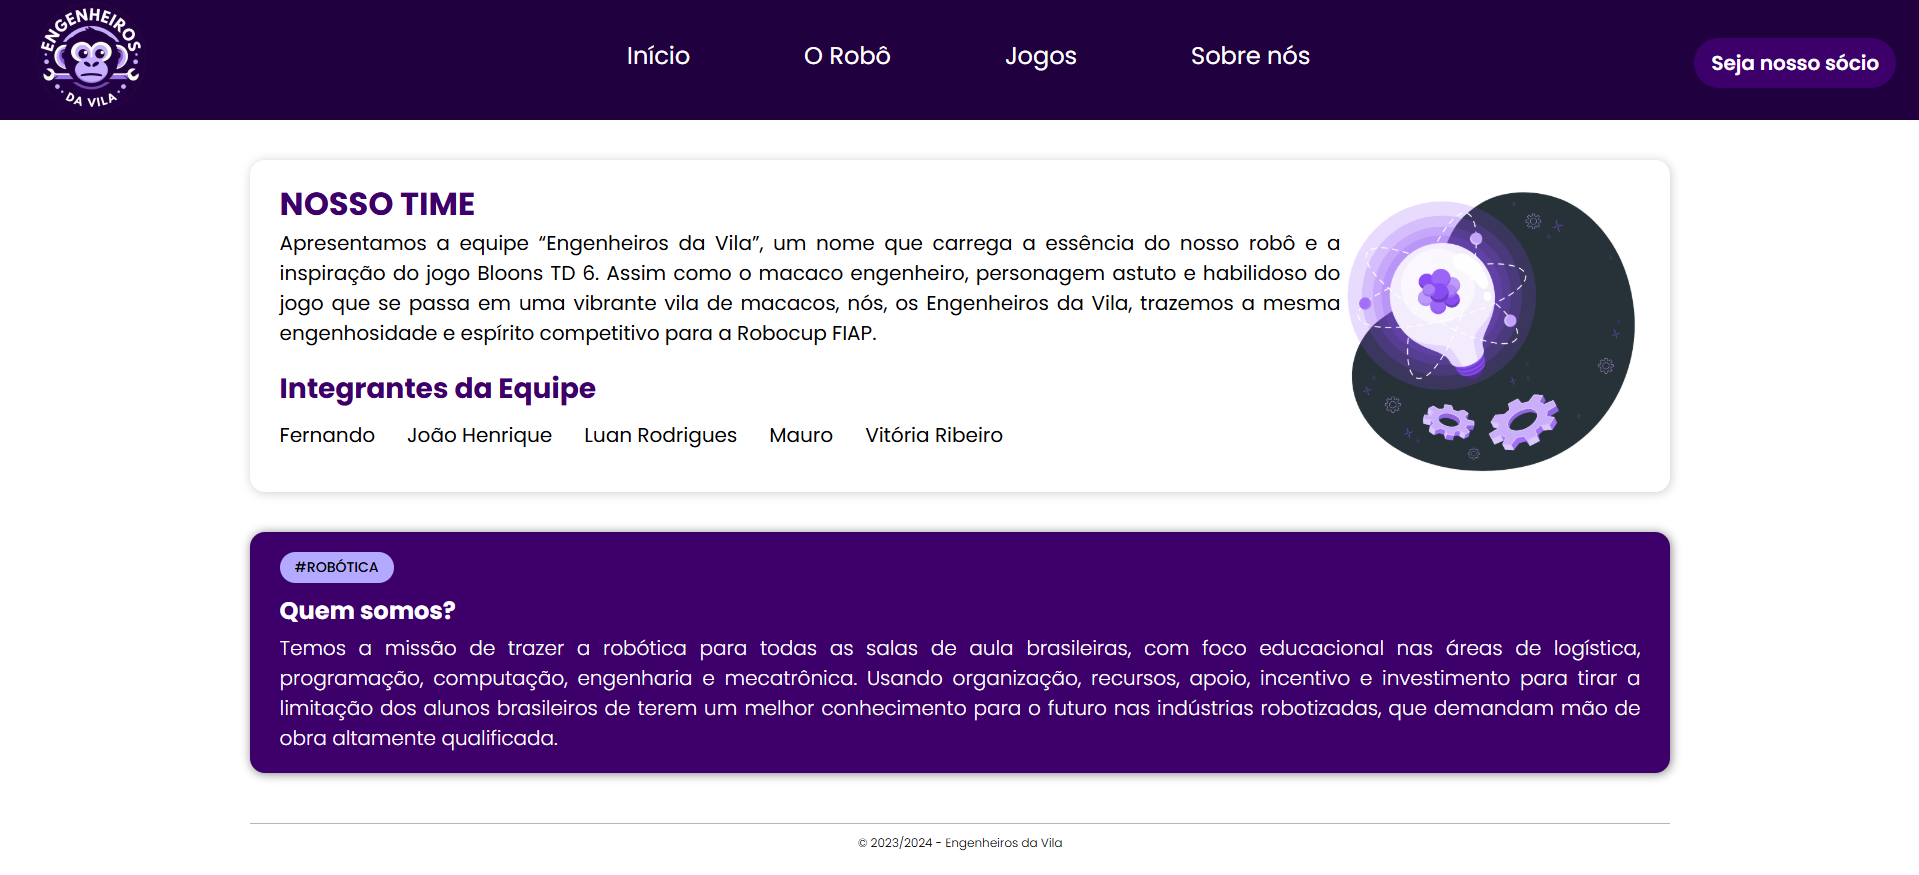 ENGENHEIROS
DA VILA
Início
O Robô
Jogos
Sobre nós
Seja nosso sócio
NOSSO TIME
Apresentamos a equipe “Engenheiros da Vila”, um nome que carrega a essência do nosso robô e a
inspiração do jogo Bloons TD 6. Assim como o macaco engenheiro, personagem astuto e habilidoso do
jogo que se passa em uma vibrante vila de macacos, nós, os Engenheiros da Vila, trazemos a mesma
engenhosidade e espírito competitivo para a Robocup FIAP.
Integrantes da Equipe
Fernando João Henrique Luan Rodrigues Mauro Vitória Ribeiro
#ROBÓTICA
Quem somos?
Temos a missão de trazer a robótica para todas as salas de aula brasileiras, com foco educacional nas áreas de logística,
programação, computação, engenharia e mecatrônica. Usando organização, recursos, apoio, incentivo e investimento para tirar a
limitação dos alunos brasileiros de terem um melhor conhecimento para o futuro nas indústrias robotizadas, que demandam mão de
obra altamente qualificada.
© 2023/2024 - Engenheiros da Vila